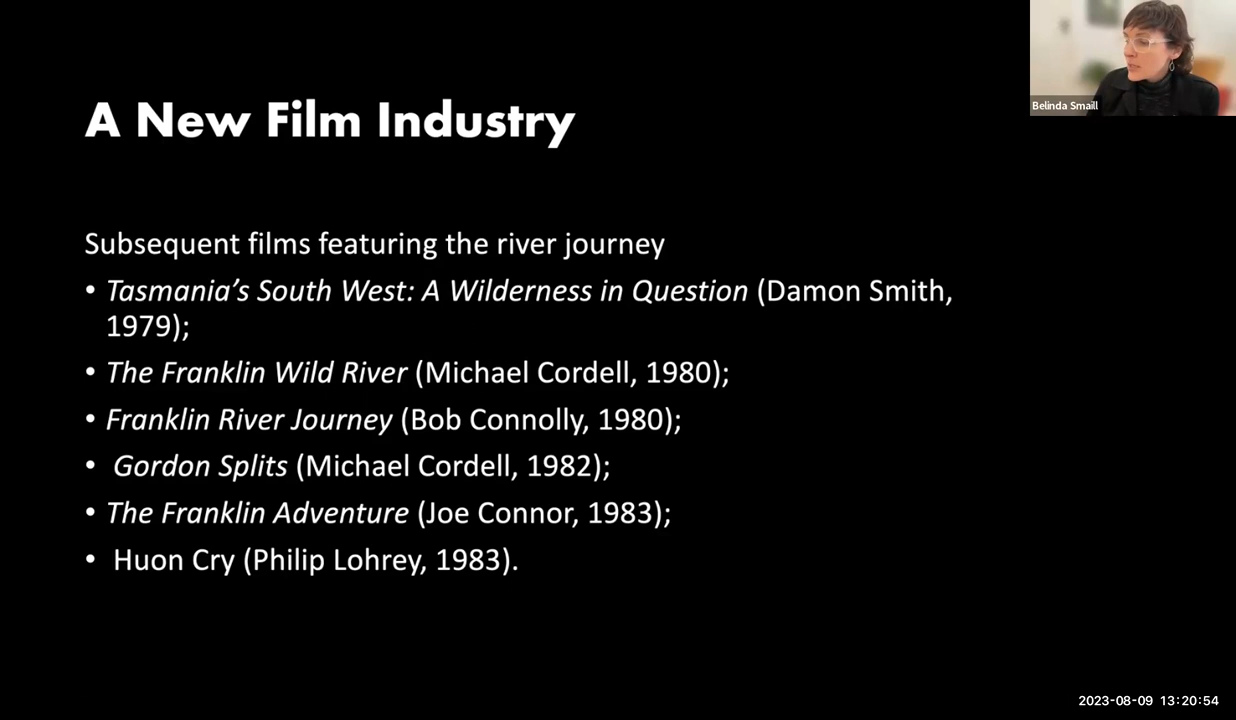 Belinda Smaill
A New Film Industry
Subsequent films featuring the river journey
• Tasmania's South West: A Wilderness in Question (Damon Smith,
1979);
• The Franklin Wild River (Michael Cordell, 1980);
• Franklin River Journey (Bob Connolly, 1980);
• Gordon Splits (Michael Cordell, 1982);
• The Franklin Adventure (Joe Connor, 1983);
• Huon Cry (Philip Lohrey, 1983).
2023-08-09 13:20:54